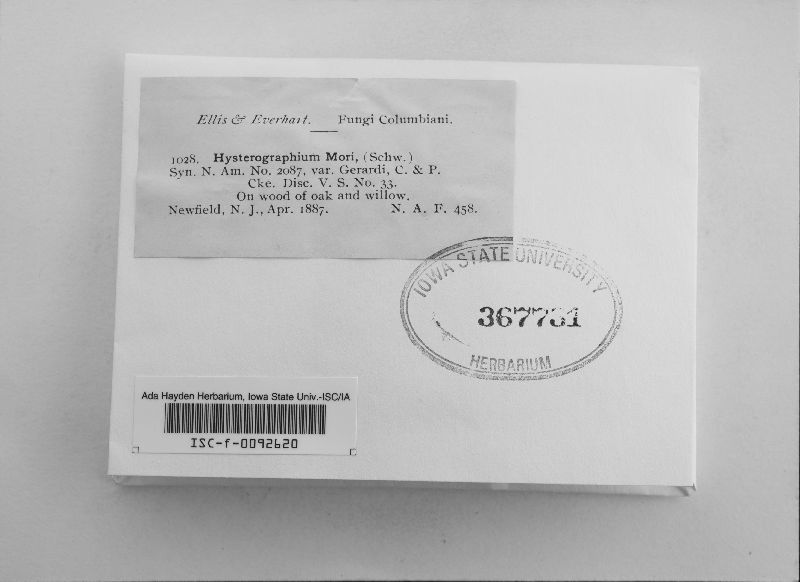 Ellis & Everhart. Fungi Columbiani.
1028. Hysterographium Mori, (Schw.)
Syn. N. Am. No. 2087, var. Gerardi, C. & P.
Cke. Disc. V. S. No. 33.
On wood of oak and willow.
Newfield, N. J., Apr. 1887. N. A. F. 458.
IOWA STATE UNIVERSITY
367731
HERBARIUM
Ada Hayden Herbarium, Iowa State Univ.-ISC/IA
ISC-f-0092620